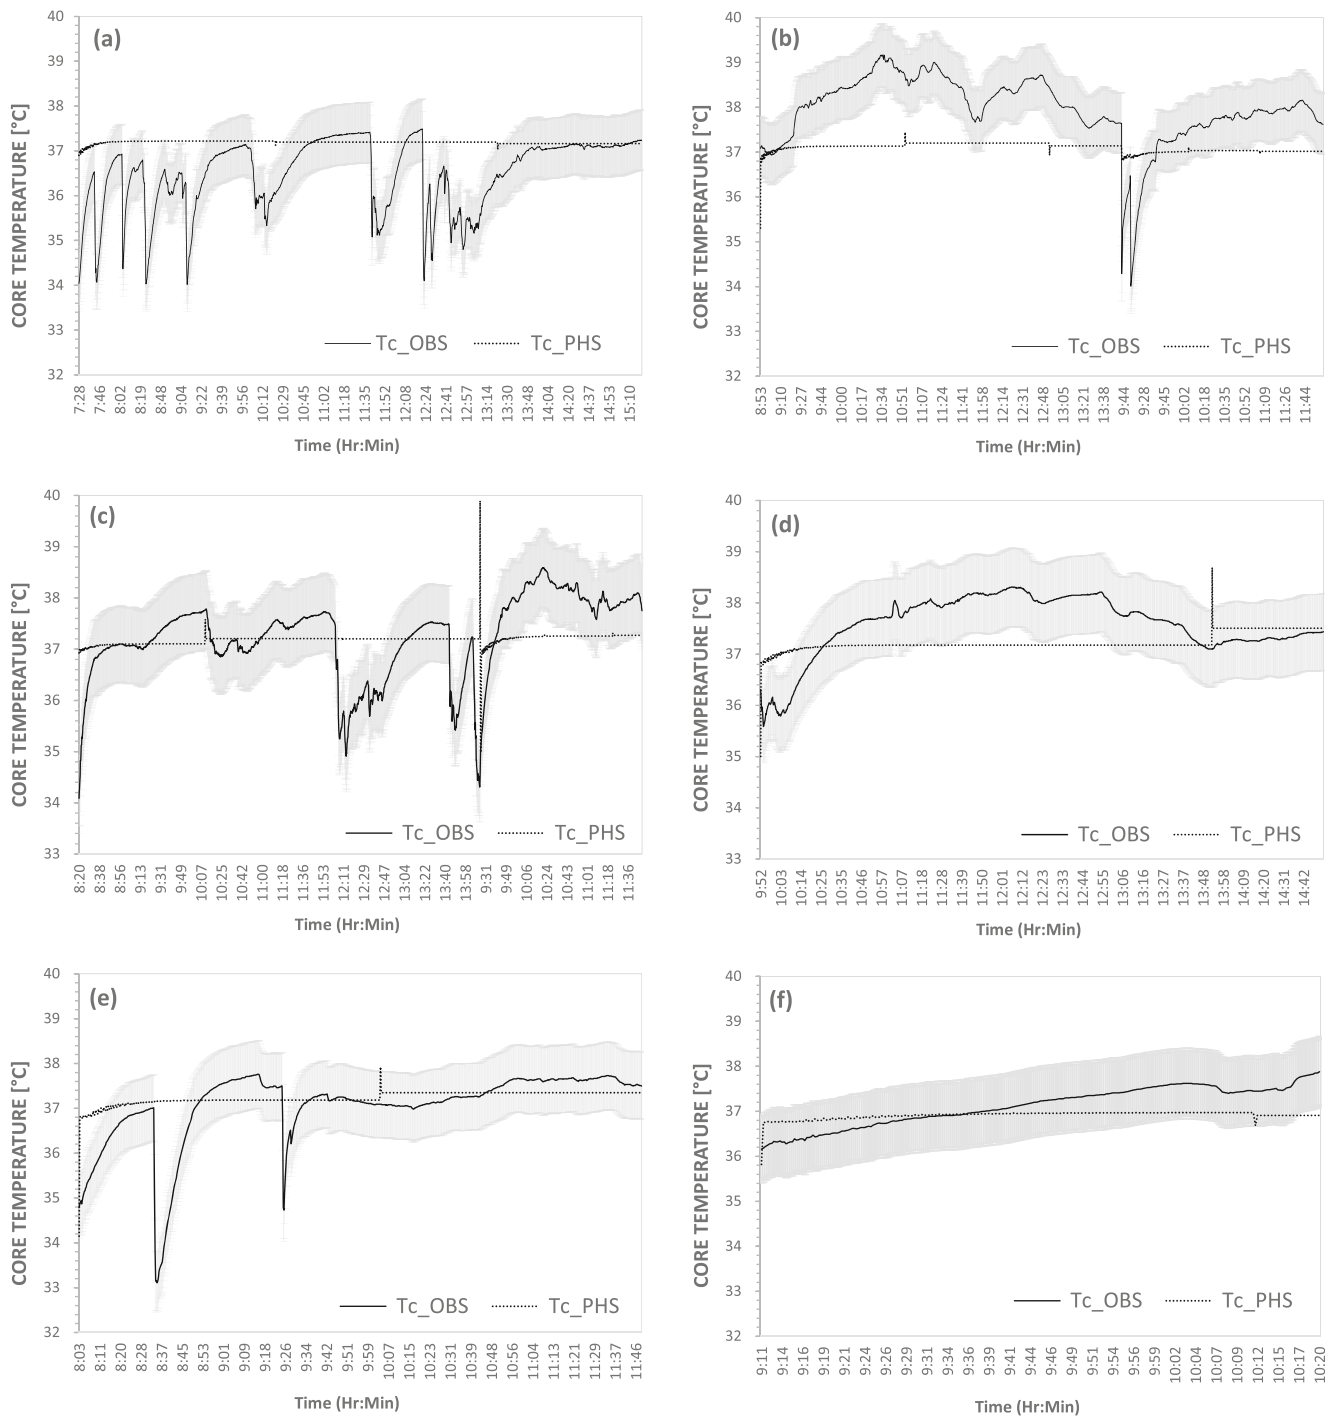 (a)
CORE TEMPERATURE [°C]
40
39
38
37
36
35
34
33
32
Tc_OBS Tc_PHS
7:28 7:46 8:02 8:19 8:48 9:04 9:22 9:39 9:56 10:12 10:29 10:45 11:02 11:18 11:35 11:52 12:08 12:24 12:41 12:57 13:14 13:30 13:48 14:04 14:20 14:37 14:53 15:10
Time (Hr:Min)
(b)
CORE TEMPERATURE [°C]
40
39
38
37
36
35
34
33
32
Tc_OBS Tc_PHS
8:53 9:10 9:27 9:44 10:00 10:17 10:34 10:51 11:07 11:24 11:41 11:58 12:14 12:31 12:48 13:05 13:21 13:38 9:44 9:28 9:45 10:02 10:18 10:35 10:52 11:09 11:26 11:44
Time (Hr:Min)
(c)
CORE TEMPERATURE [°C]
40
39
38
37
36
35
34
33
Tc_OBS Tc_PHS
8:20 8:38 8:56 9:13 9:31 9:49 10:07 10:25 10:42 11:00 11:18 11:36 11:53 12:11 12:29 12:47 13:04 13:22 13:40 13:58 9:31 9:49 10:06 10:24 10:43 11:01 11:18 11:36
Time (Hr:Min)
(d)
CORE TEMPERATURE [°C]
40
39
38
37
36
35
34
33
Tc_OBS Tc_PHS
9:52 10:03 10:14 10:25 10:35 10:46 10:57 11:07 11:18 11:28 11:39 11:50 12:01 12:12 12:23 12:33 12:44 12:55 13:06 13:16 13:27 13:37 13:48 13:58 14:09 14:20 14:31 14:42
Time (Hr:Min)
(e)
CORE TEMPERATURE [°C]
40
39
38
37
36
35
34
33
32
Tc_OBS Tc_PHS
8:03 8:11 8:20 8:28 8:37 8:45 8:53 9:01 9:09 9:18 9:26 9:34 9:42 9:51 9:59 10:07 10:15 10:23 10:31 10:39 10:48 10:56 11:04 11:13 11:21 11:29 11:37 11:46
Time (Hr:Min)
(f)
CORE TEMPERATURE [°C]
40
39
38
37
36
35
34
33
32
Tc_OBS Tc_PHS
9:11 9:14 9:16 9:19 9:21 9:24 9:26 9:29 9:31 9:34 9:36 9:39 9:41 9:44 9:46 9:49 9:51 9:54 9:56 9:59 10:02 10:04 10:07 10:09 10:12 10:15 10:17 10:20
Time (Hr:Min)